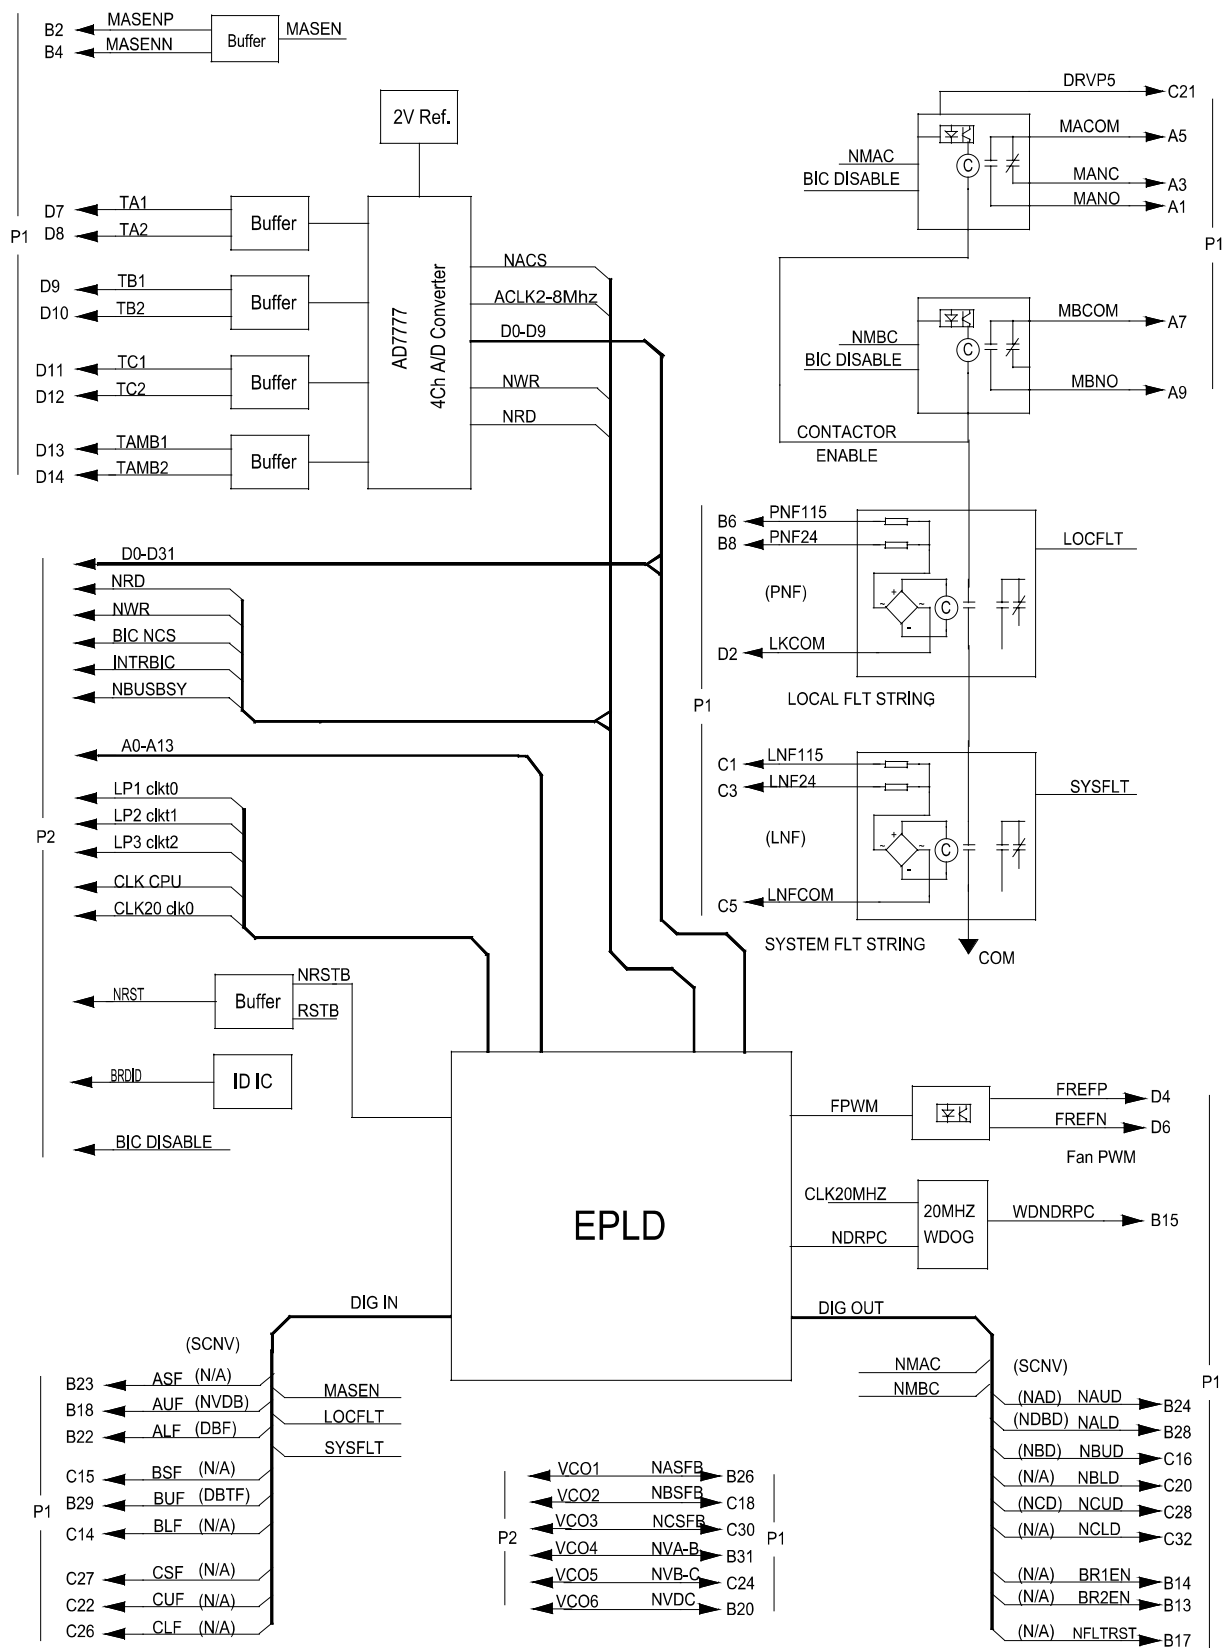 B2 MASENP Buffer MASEN
B4 MASENN
P1
2V Ref.
D7 TA1 Buffer
D8 TA2
P1
D9 TB1 Buffer
D10 TB2
D11 TC1 Buffer
D12 TC2
D13 TAMB1 Buffer
D14 TAMB2
AD7777
4Ch A/D Converter
NACS
ACLK2-8Mhz
D0-D9
NWR
NRD
DRVP5 C21
MACOM A5
NMAC C
BIC DISABLE
MANC A3
MANO A1
P1
MBCOM A7
NMBC C
BIC DISABLE
MBNO A9
CONTACTOR
ENABLE
B6 PNF115
B8 PNF24
LOCFLT
(PNF)
+ ~ ~ - C
D2 LKCOM
LOCAL FLT STRING
P1
C1 LNF115
C3 LNF24
SYSFLT
(LNF)
+ ~ ~ - C
C5 LNFCOM
SYSTEM FLT STRING
COM
D0-D31
NRD
NWR
BIC NCS
INTRBIC
NBUSBSY
A0-A13
LP1 clkt0
LP2 clkt1
P2
LP3 clkt2
CLK CPU
CLK20 clk0
NRST Buffer NRSTB
RSTB
BRDID ID IC
BIC DISABLE
EPLD
FPWM FREFP D4
FREFN D6
Fan PWM
CLK20MHZ 20MHZ
WDOG
WDNDRPC B15
NDRPC
DIG IN
DIG OUT
(SCNV)
B23 ASF (N/A)
MASEN
B18 AUF (NVDB)
LOCFLT
B22 ALF (DBF)
SYSFLT
C15 BSF (N/A)
B29 BUF (DBTF)
P1
C14 BLF (N/A)
C27 CSF (N/A)
C22 CUF (N/A)
C26 CLF (N/A)
VCO1 NASFB B26
VCO2 NBSFB C18
VCO3 NCSFB C30
P2 P1
VCO4 NVA-B B31
VCO5 NVB-C C24
VCO6 NVDC B20
NMAC (SCNV)
NMBC
P1
(NAD) NAUD B24
(NDBD) NALD B28
(NBD) NBUD C16
(N/A) NBLD C20
(NCD) NCUD C28
(N/A) NCLD C32
(N/A) BR1EN B14
(N/A) BR2EN B13
(N/A) NFLTRST B17